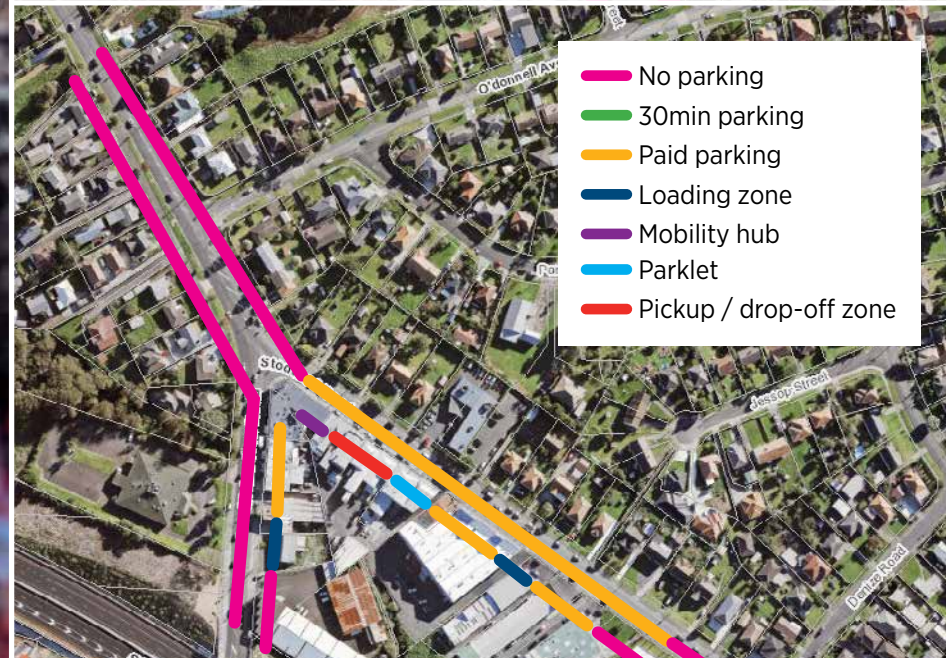 O'donnell Ave
No parking
30min parking
Paid parking
Loading zone
Mobility hub
Parklet
Pickup / drop-off zone
Jessop Street
Denize Road